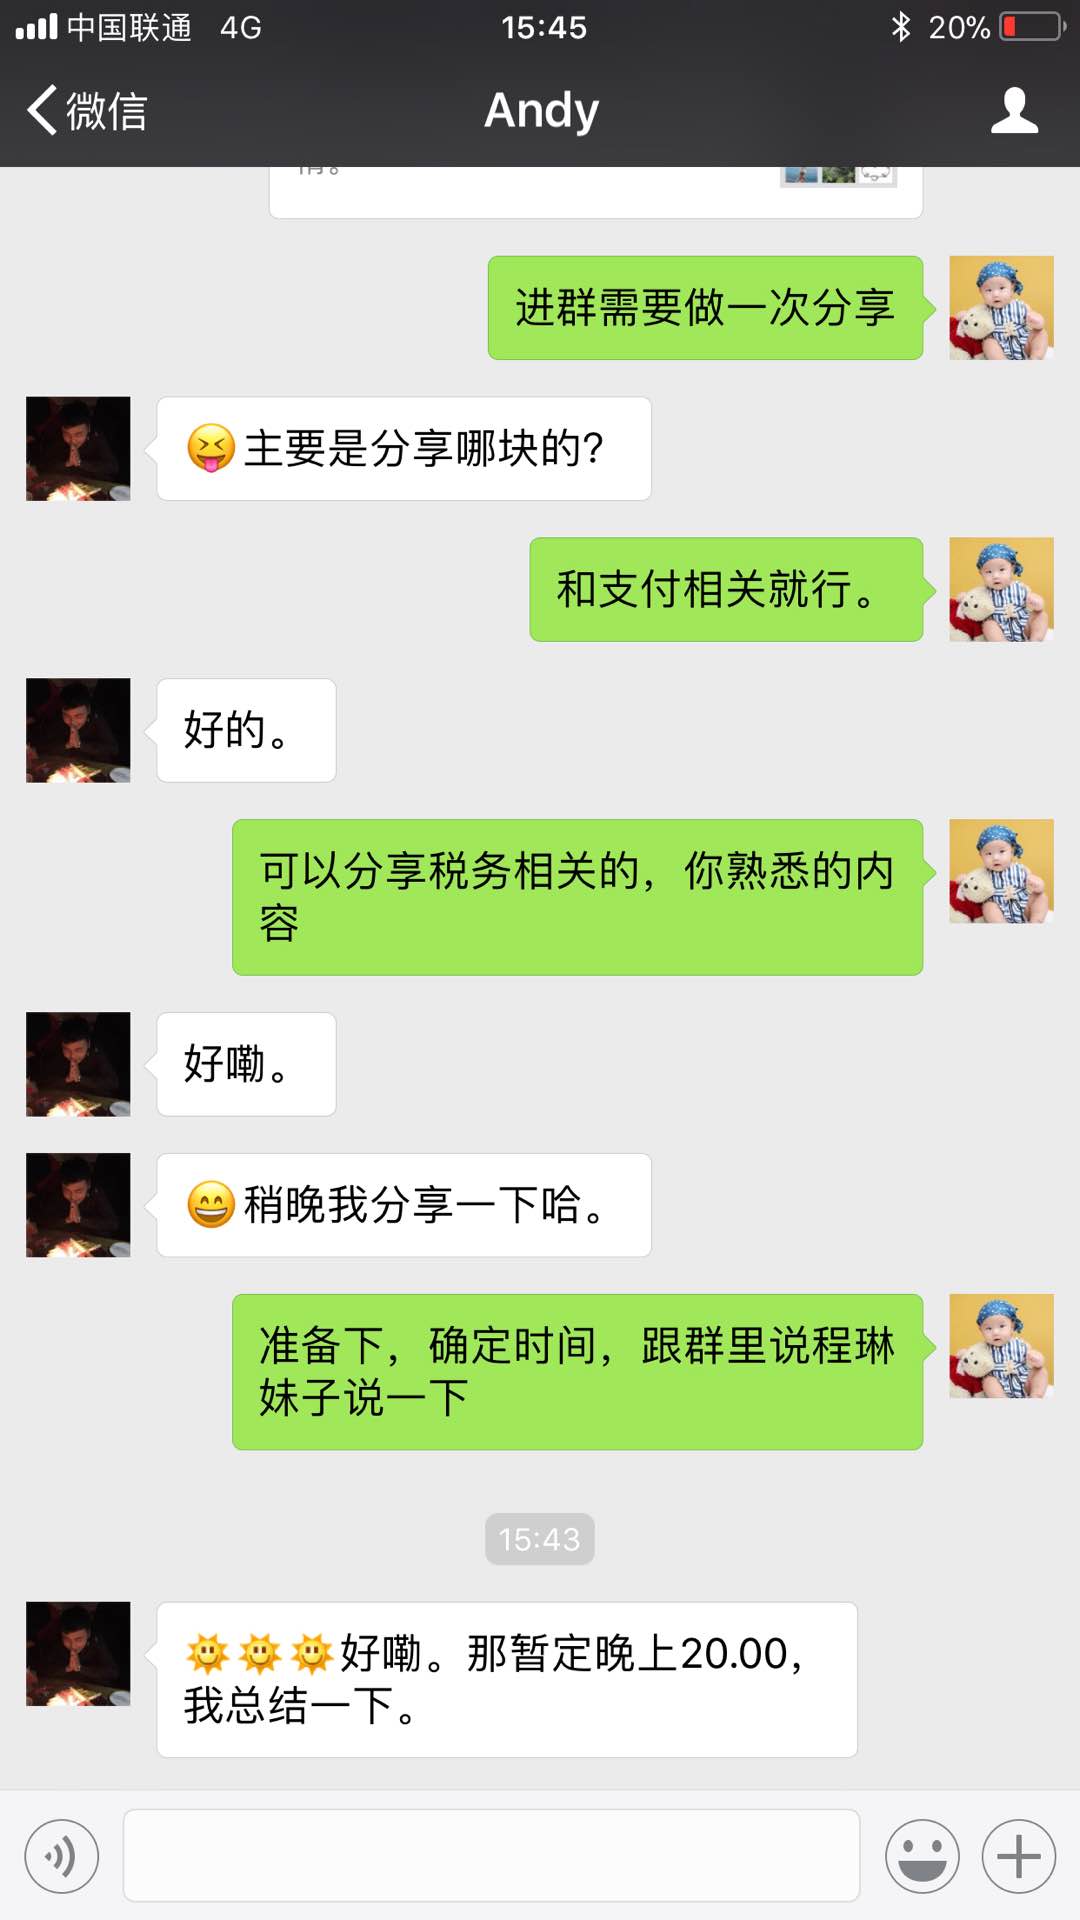 中国联通 4G 15:45 20%
微信 Andy
进群需要做一次分享
😝主要是分享哪块的?
和支付相关就行。
好的。
可以分享税务相关的，你熟悉的内
容
好嘞。
😄稍晚我分享一下哈。
准备下，确定时间，跟群里说程琳
妹子说一下
15:43
🌞🌞🌞好嘞。那暂定晚上20.00，
我总结一下。